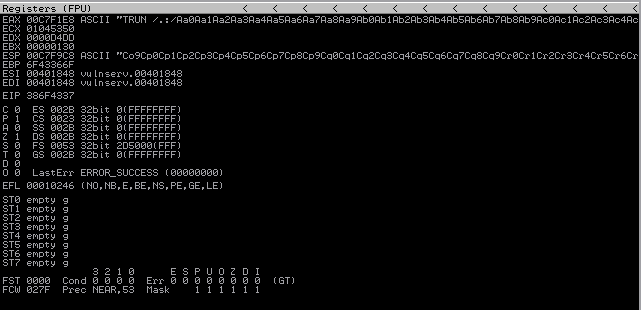 Registers (FPU) < < < < < < < < < < < < <
EAX 00C7F1E8 ASCII "TRUN /.:/Aa0Aa1Aa2Aa3Aa4Aa5Aa6Aa7Aa8Aa9Ab0Ab1Ab2Ab3Ab4Ab5Ab6Ab7Ab8Ab9Ac0Ac1Ac2Ac3Ac4Ac
ECX 01045350
EDX 0000D4DD
EBX 00000130
ESP 00C7F9C8 ASCII "Co9Cp0Cp1Cp2Cp3Cp4Cp5Cp6Cp7Cp8Cp9Cq0Cq1Cq2Cq3Cq4Cq5Cq6Cq7Cq8Cq9Cr0Cr1Cr2Cr3Cr4Cr5Cr6Cr
EBP 6F43366F
ESI 00401848 vulnserv.00401848
EDI 00401848 vulnserv.00401848
EIP 386F4337
C 0 ES 002B 32bit 0(FFFFFFFF)
P 1 CS 0023 32bit 0(FFFFFFFF)
A 0 SS 002B 32bit 0(FFFFFFFF)
Z 1 DS 002B 32bit 0(FFFFFFFF)
S 0 FS 0053 32bit 2D5000(FFF)
T 0 GS 002B 32bit 0(FFFFFFFF)
D 0
O 0 LastErr ERROR_SUCCESS (00000000)
EFL 00010246 (NO,NB,E,BE,NS,PE,GE,LE)
ST0 empty g
ST1 empty g
ST2 empty g
ST3 empty g
ST4 empty g
ST5 empty g
ST6 empty g
ST7 empty g
3 2 1 0 E S P U O Z D I
FST 0000 Cond 0 0 0 0 Err 0 0 0 0 0 0 0 0 (GT)
FCW 027F Prec NEAR,53 Mask 1 1 1 1 1 1